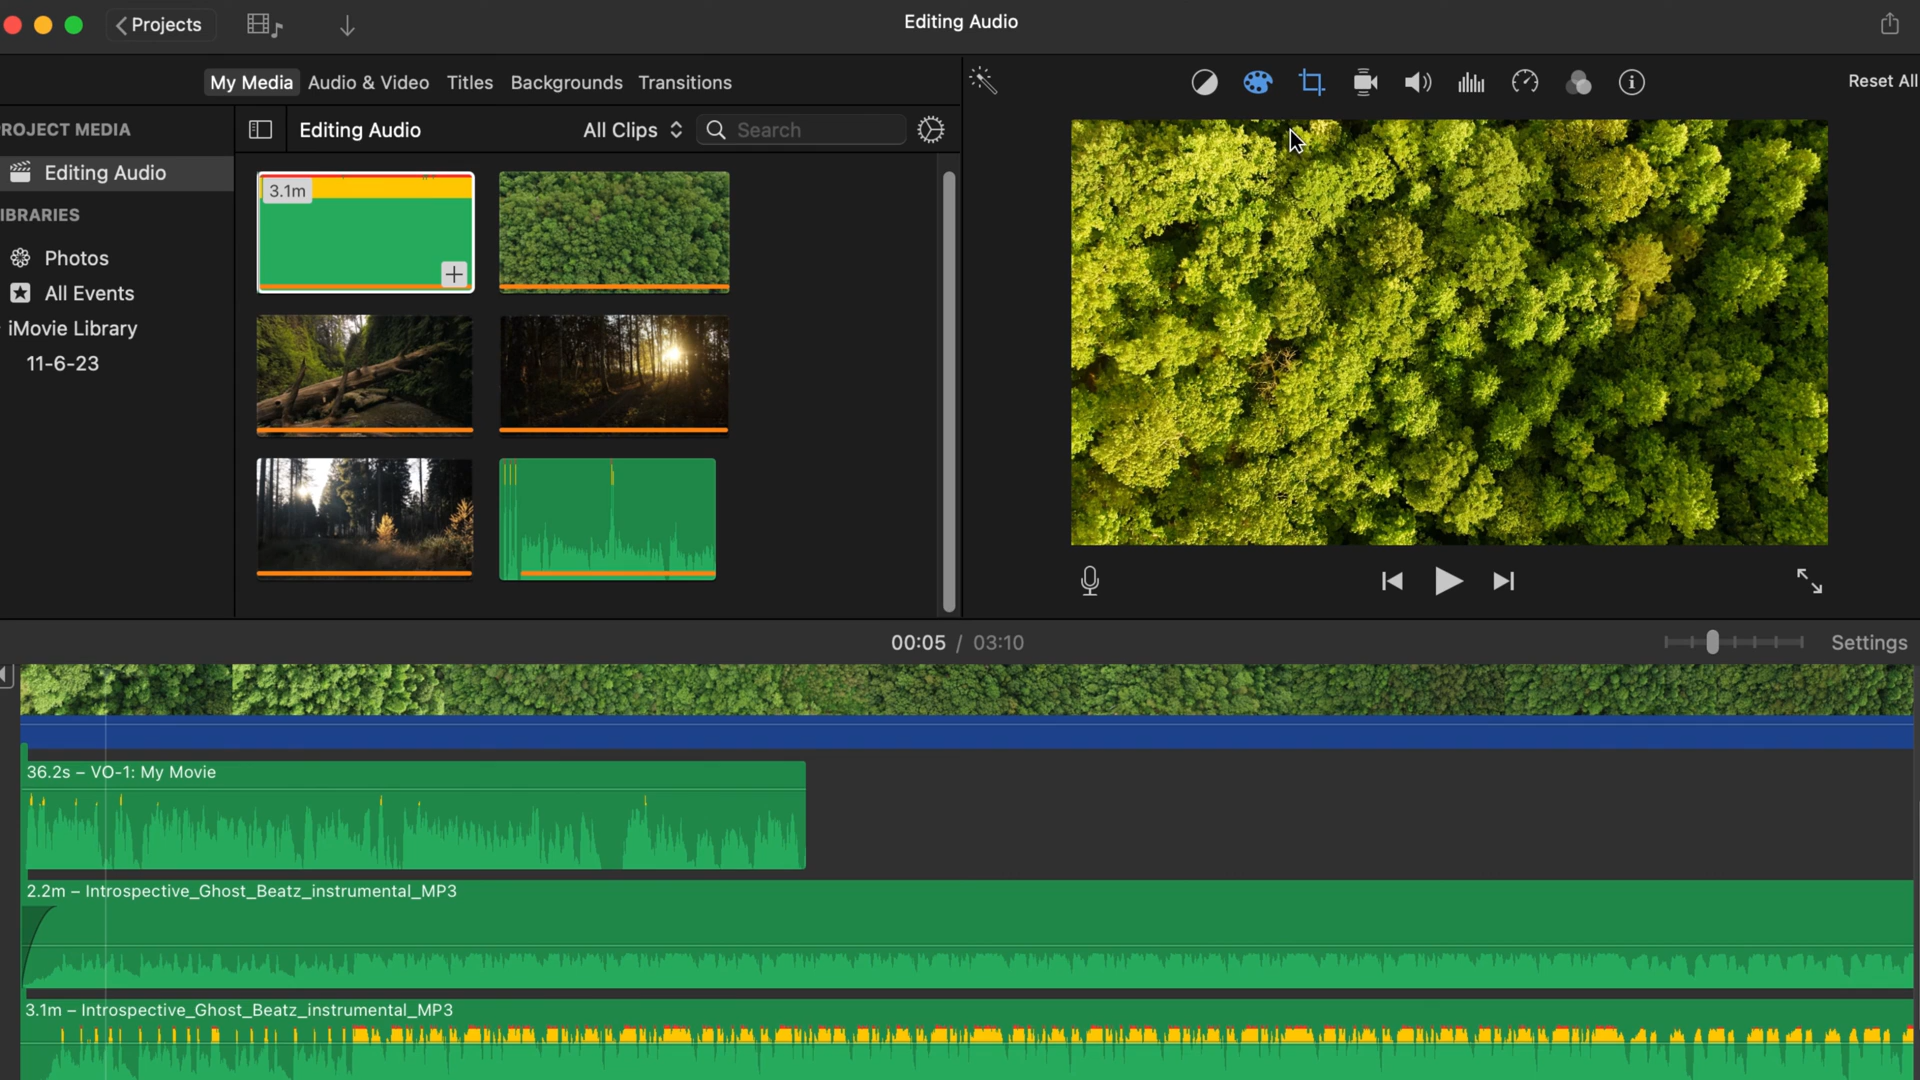 Projects
Editing Audio
My Media
Audio & Video
Titles
Backgrounds
Transitions
Reset All
ROJECT MEDIA
Editing Audio
All Clips
Search
Editing Audio
IBRARIES
Photos
All Events
iMovie Library
11-6-23
3.1m
00:05 / 03:10
Settings
36.2s – VO-1: My Movie
2.2m – Introspective_Ghost_Beatz_instrumental_MP3
3.1m – Introspective_Ghost_Beatz_instrumental_MP3